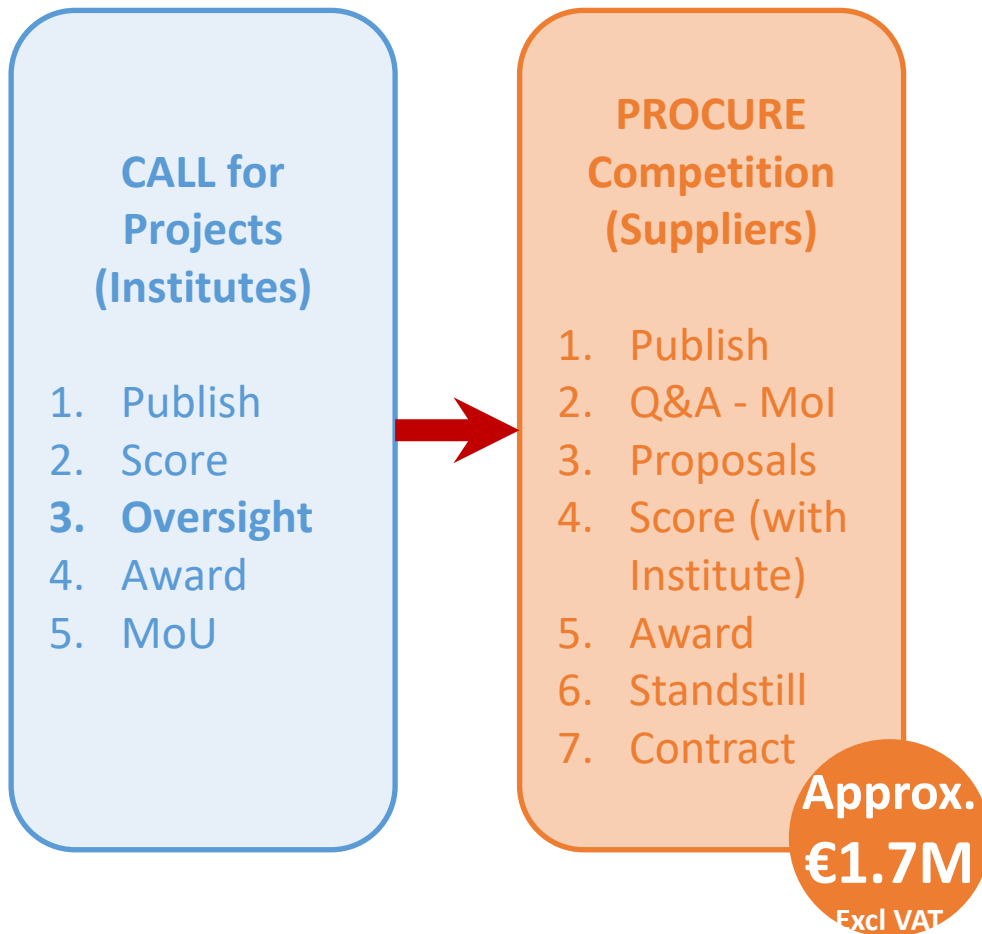 CALL for
Projects
(Institutes)
1. Publish
2. Score
3. Oversight
4. Award
5. MoU
PROCURE
Competition
(Suppliers)
1. Publish
2. Q&A - MoI
3. Proposals
4. Score (with
Institute)
5. Award
6. Standstill
7. Contract
Approx.
€1.7M
Excl VAT